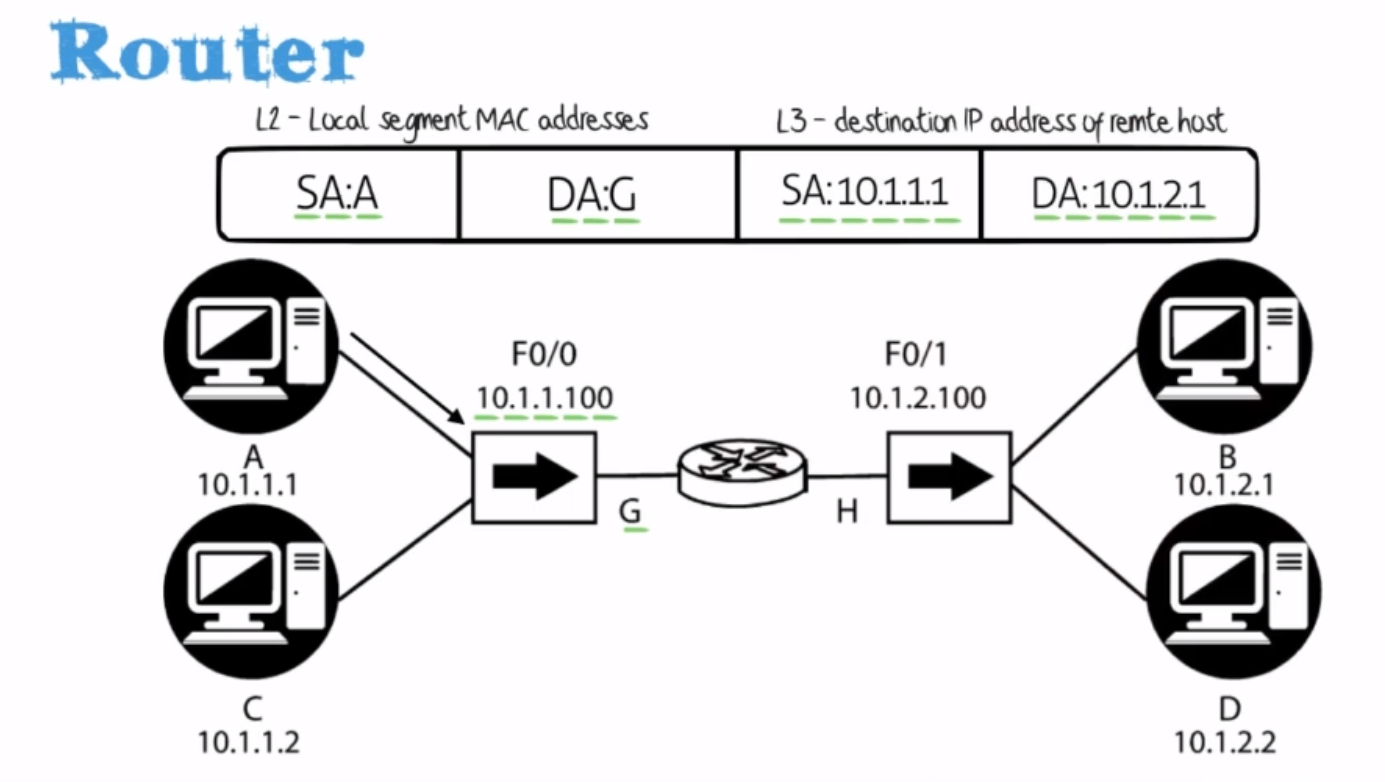 Router
L2 - Local segment MAC addresses
L3 - destination IP address of remte host
SA:A
DA:G
SA:10.1.1.1
DA:10.1.2.1
F0/0
10.1.1.100
F0/1
10.1.2.100
A
10.1.1.1
G
H
B
10.1.2.1
C
10.1.1.2
D
10.1.2.2